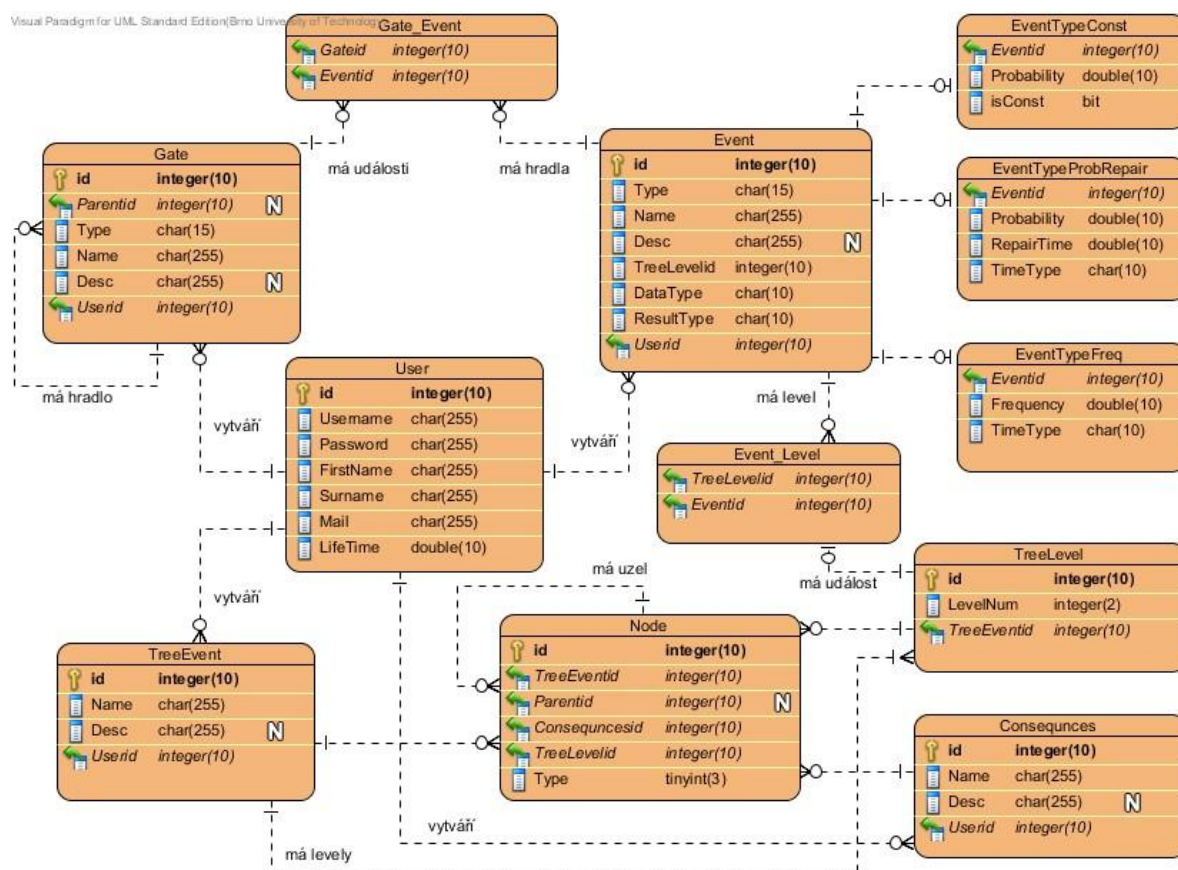 Visual Paradigm for UML Standard Edition(Brno University of Technology)
Gate_Event
Gateid integer(10)
Eventid integer(10)
EventTypeConst
Eventid integer(10)
Probability double(10)
isConst bit
má události
má hradla
Gate
id integer(10)
Parentid integer(10) N
Type char(15)
Name char(255)
Desc char(255) N
Userid integer(10)
má hradlo
vytváří
Event
id integer(10)
Type char(15)
Name char(255)
Desc char(255) N
TreeLevelid integer(10)
DataType char(10)
ResultType char(10)
Userid integer(10)
EventTypeProbRepair
Eventid integer(10)
Probability double(10)
RepairTime double(10)
TimeType char(10)
EventTypeFreq
Eventid integer(10)
Frequency double(10)
TimeType char(10)
User
id integer(10)
Username char(255)
Password char(255)
FirstName char(255)
Surname char(255)
Mail char(255)
LifeTime double(10)
vytváří
má level
Event_Level
TreeLevelid integer(10)
Eventid integer(10)
má událost
TreeLevel
id integer(10)
LevelNum integer(2)
TreeEventid integer(10)
vytváří
má uzel
TreeEvent
id integer(10)
Name char(255)
Desc char(255) N
Userid integer(10)
Node
id integer(10)
TreeEventid integer(10)
Parentid integer(10) N
Consequncesid integer(10)
TreeLevelid integer(10)
Type tinyint(3)
Consequnces
id integer(10)
Name char(255)
Desc char(255) N
Userid integer(10)
vytváří
má levely